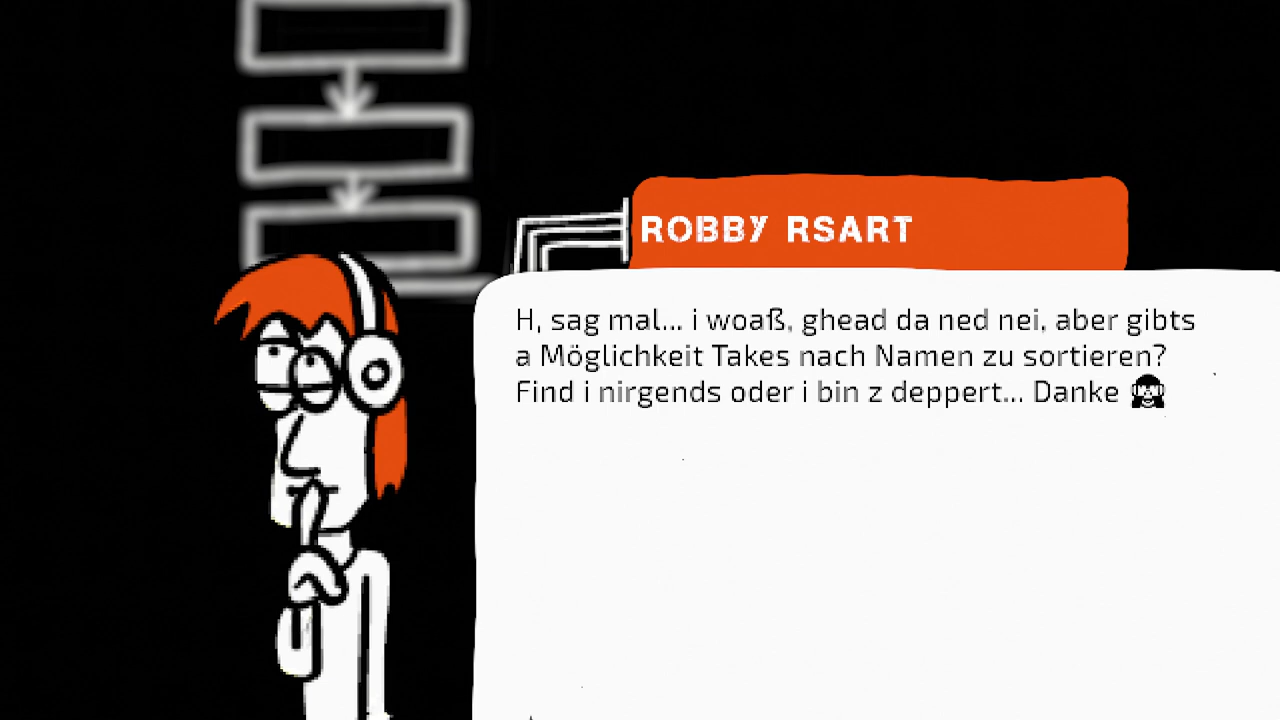 ROBBY RSART
H, sag mal... i woaß, ghead da ned nei, aber gibts
a Möglichkeit Takes nach Namen zu sortieren?
Find i nirgends oder i bin z deppert... Danke 🙈